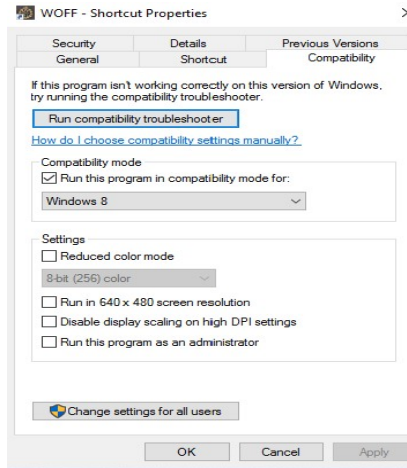 WOFF - Shortcut Properties
Security Details Previous Versions
General Shortcut Compatibility
If this program isn't working correctly on this version of Windows,
try running the compatibility troubleshooter.
Run compatibility troubleshooter
How do I choose compatibility settings manually?
Compatibility mode
Run this program in compatibility mode for:
Windows 8
Settings
Reduced color mode
8-bit (256) color
Run in 640 x 480 screen resolution
Disable display scaling on high DPI settings
Run this program as an administrator
Change settings for all users
OK Cancel Apply